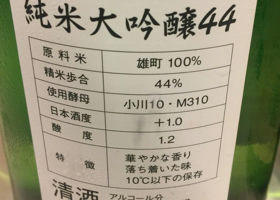 純米大吟醸44
原料米 雄町 100%
精米歩合 44%
使用酵母 小川10・M310
日本酒度 +1.0
酸度 1.2
特徴 華やかな香り
落ち着いた味
10℃以下の保存
清酒 アルコール分